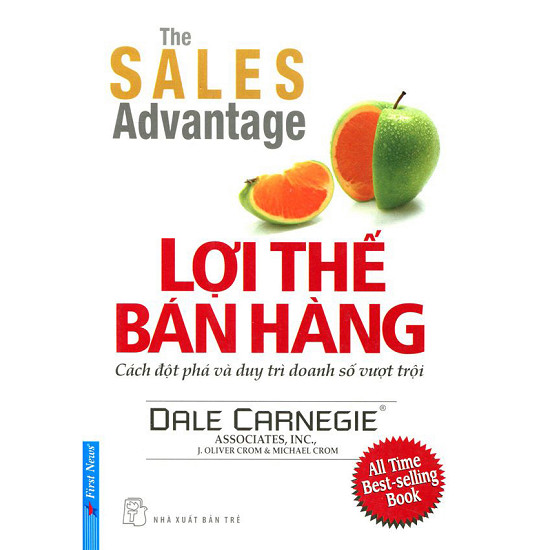 The
SALES
Advantage
LỢI THẾ
BÁN HÀNG
Cách đột phá và duy trì doanh số vượt trội
DALE CARNEGIE®
ASSOCIATES, INC.,
J. OLIVER CROM & MICHAEL CROM
All Time
Best-selling
Book
First News
NHÀ XUẤT BẢN TRẺ